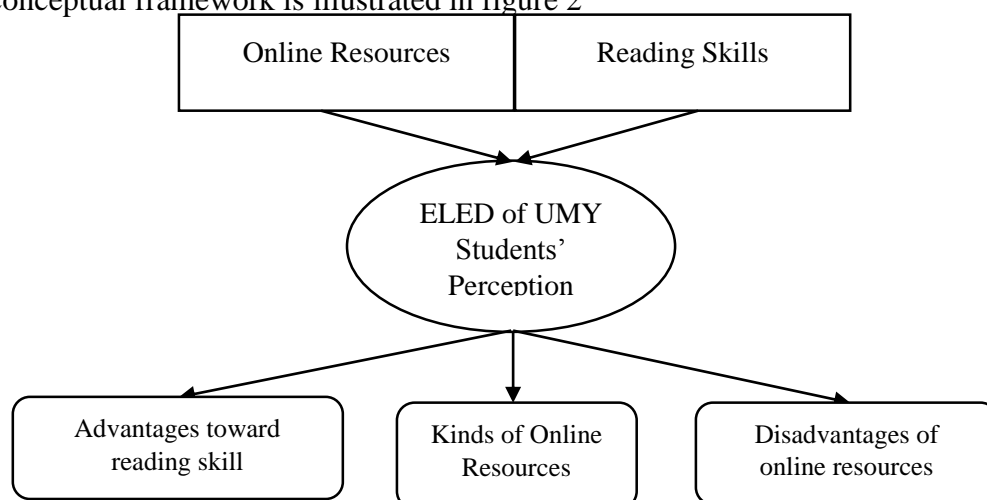 conceptual framework is illustrated in figure 2
Online Resources
Reading Skills
ELED of UMY
Students’
Perception
Advantages toward
reading skill
Kinds of Online
Resources
Disadvantages of
online resources